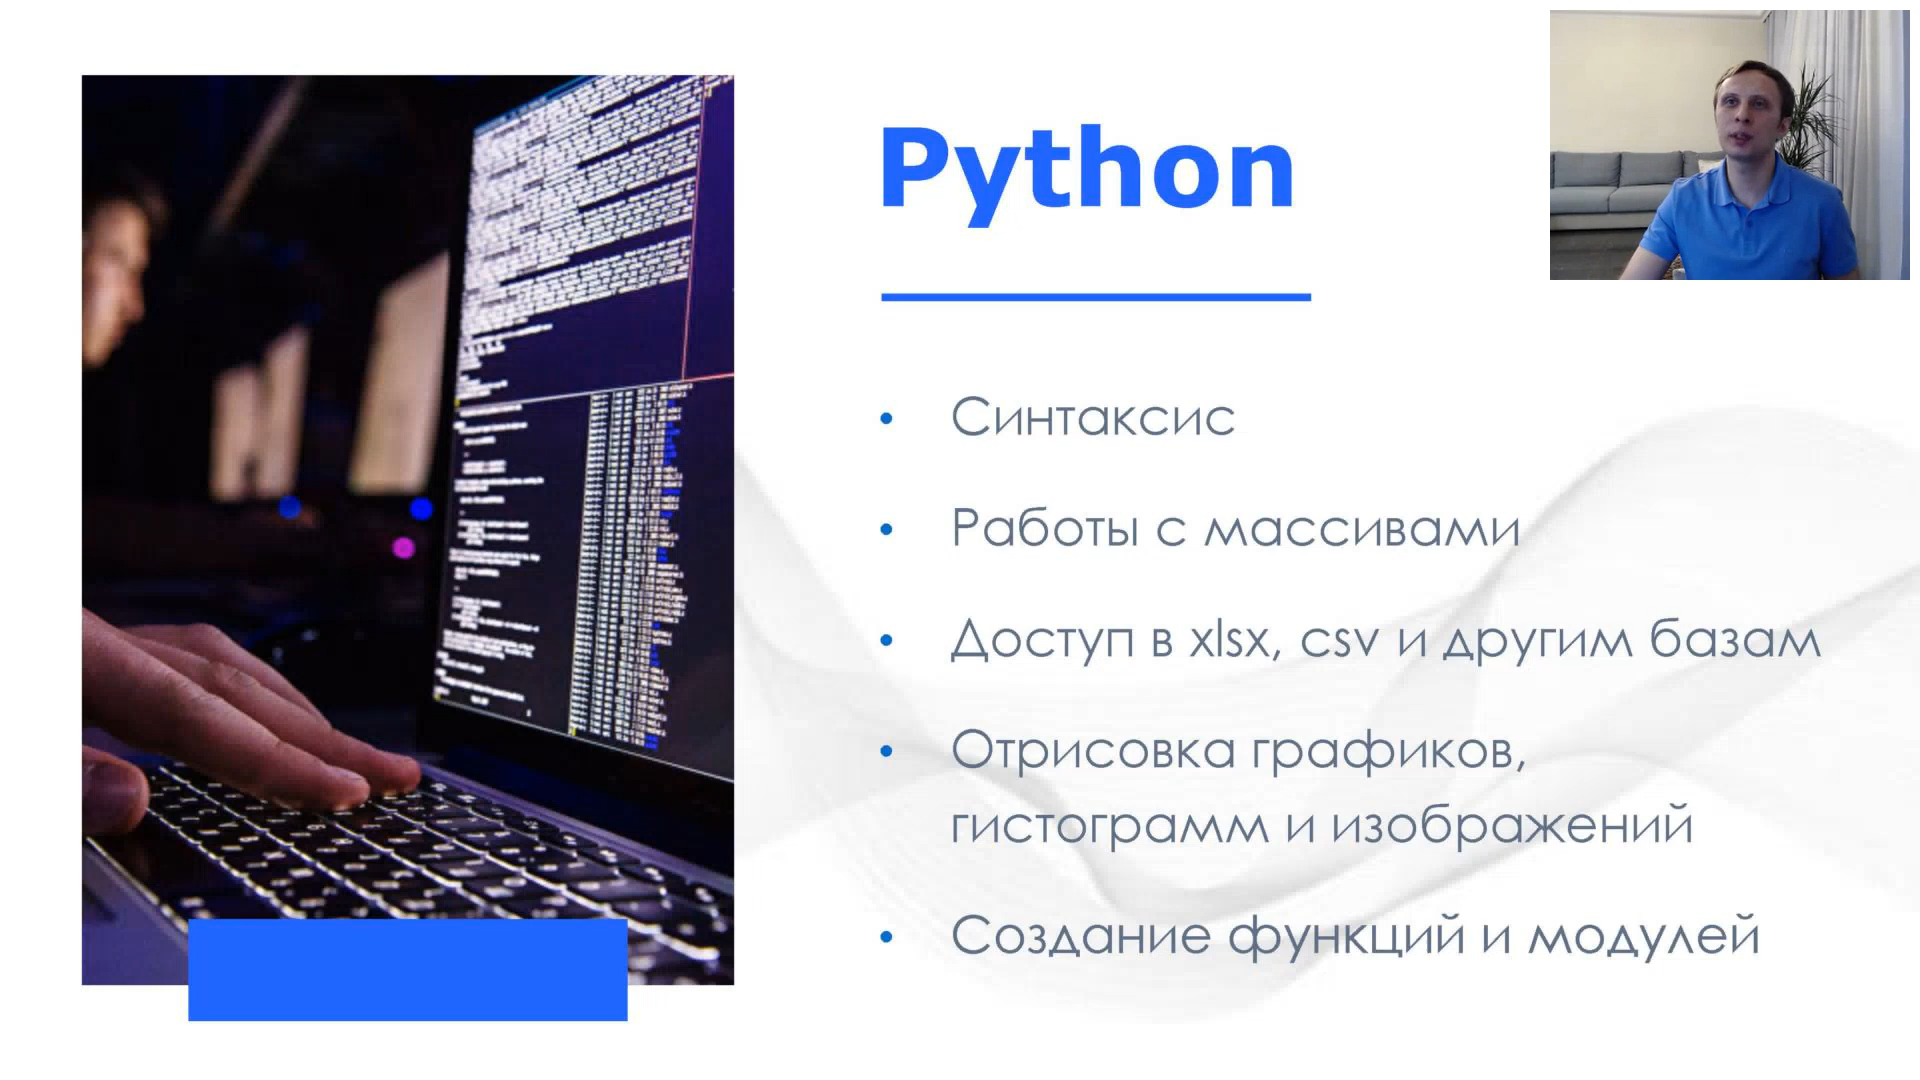 Python
• Синтаксис
• Работы с массивами
• Доступ в xlsx, csv и другим базам
• Отрисовка графиков,
гистограмм и изображений
• Создание функций и модулей